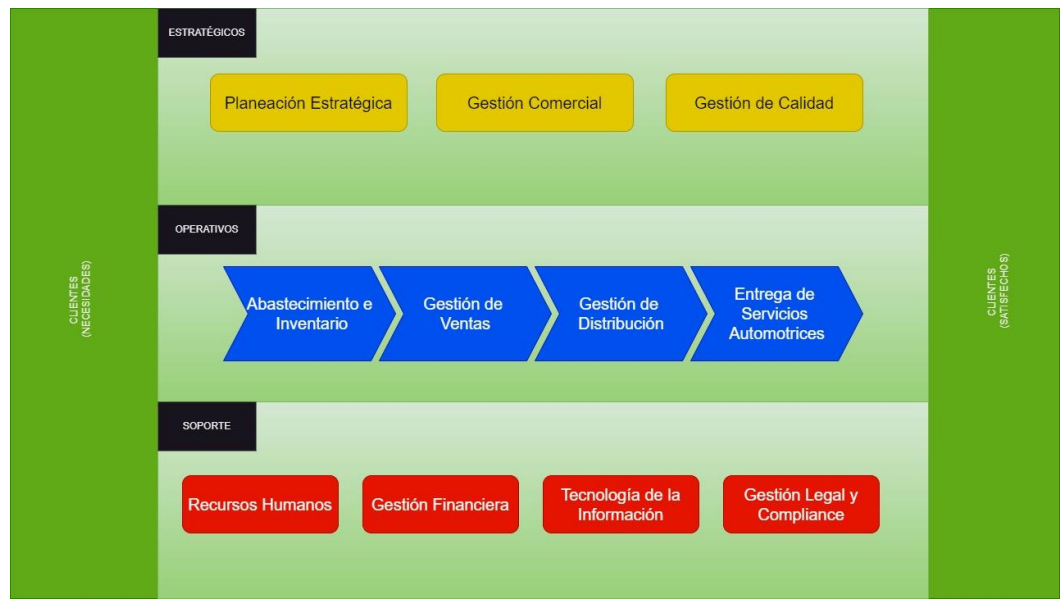 ESTRATÉGICOS
Planeación Estratégica
Gestión Comercial
Gestión de Calidad
OPERATIVOS
CLIENTES
(NECESIDADES)
Abastecimiento e
Inventario
Gestión de
Ventas
Gestión de
Distribución
Entrega de
Servicios
Automotrices
CLIENTES
(SATISFECHOS)
SOPORTE
Recursos Humanos
Gestión Financiera
Tecnología de la
Información
Gestión Legal y
Compliance